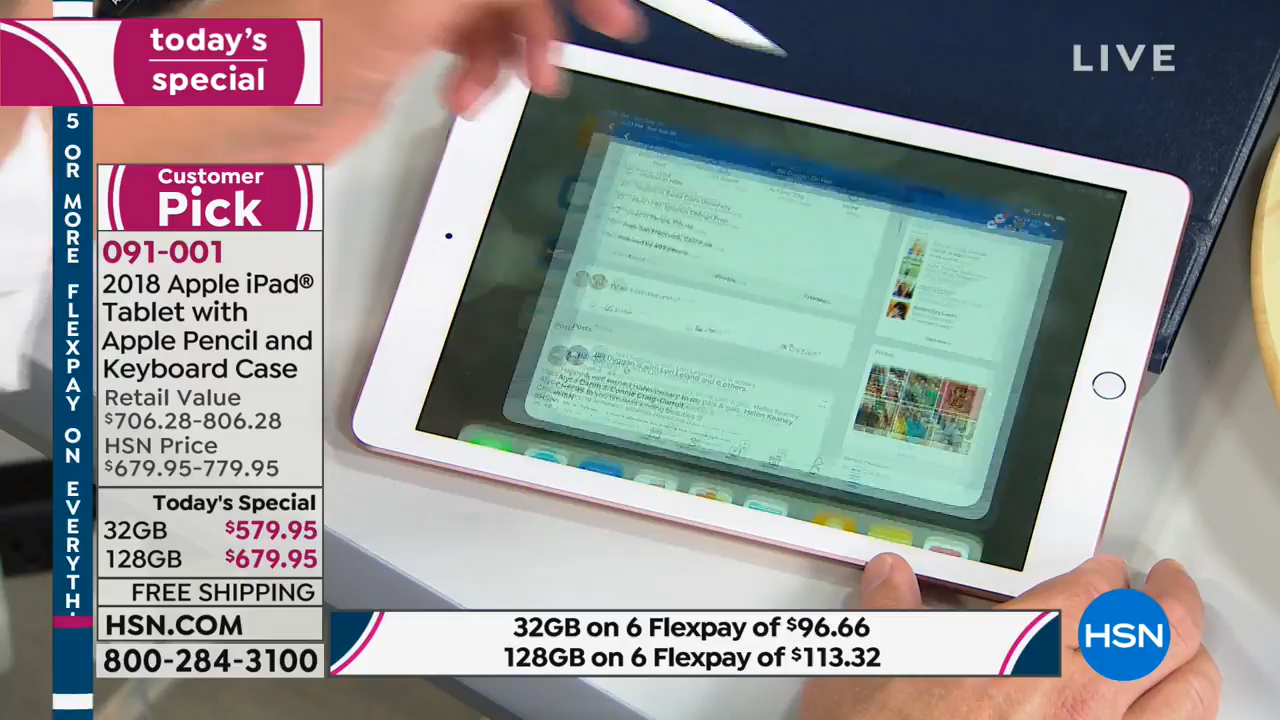 today's
special
LIVE
5 OR MORE FLEXPAY ON EVERYTH
Customer
Pick
091-001
2018 Apple iPad®
Tablet with
Apple Pencil and
Keyboard Case
Retail Value
$706.28-806.28
HSN Price
$679.95-779.95
Today's Special
32GB $579.95
128GB $679.95
FREE SHIPPING
HSN.COM
800-284-3100
32GB on 6 Flexpay of $96.66
128GB on 6 Flexpay of $113.32
HSN
Posts